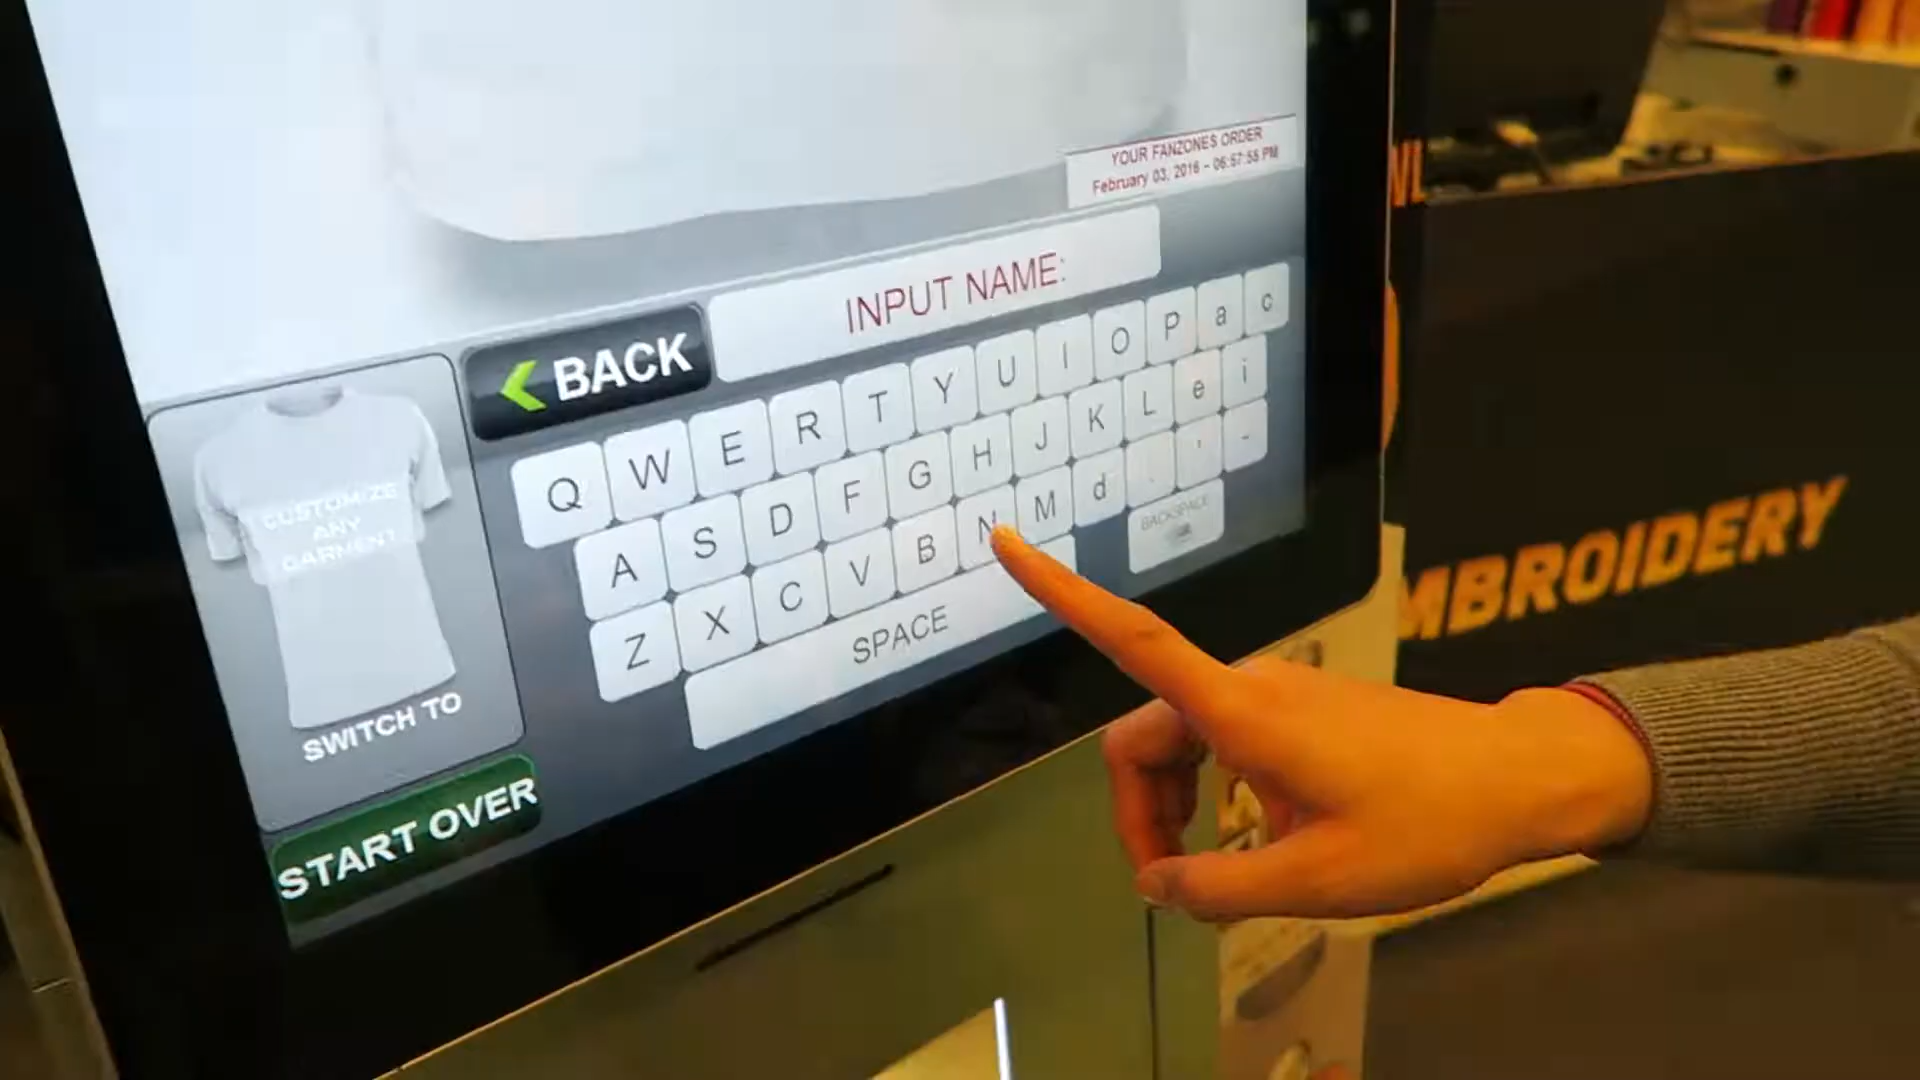 YOUR FANZONES ORDER
February 03, 2016 - 06:57:55 PM
INPUT NAME:
BACK
Q W E R T Y U I O P a c
A S D F G H J K L e i
Z X C V B N M d . ' -
SPACE
BACKSPACE
CUSTOMIZE
ANY
GARMENT
SWITCH TO
START OVER
MBROIDERY